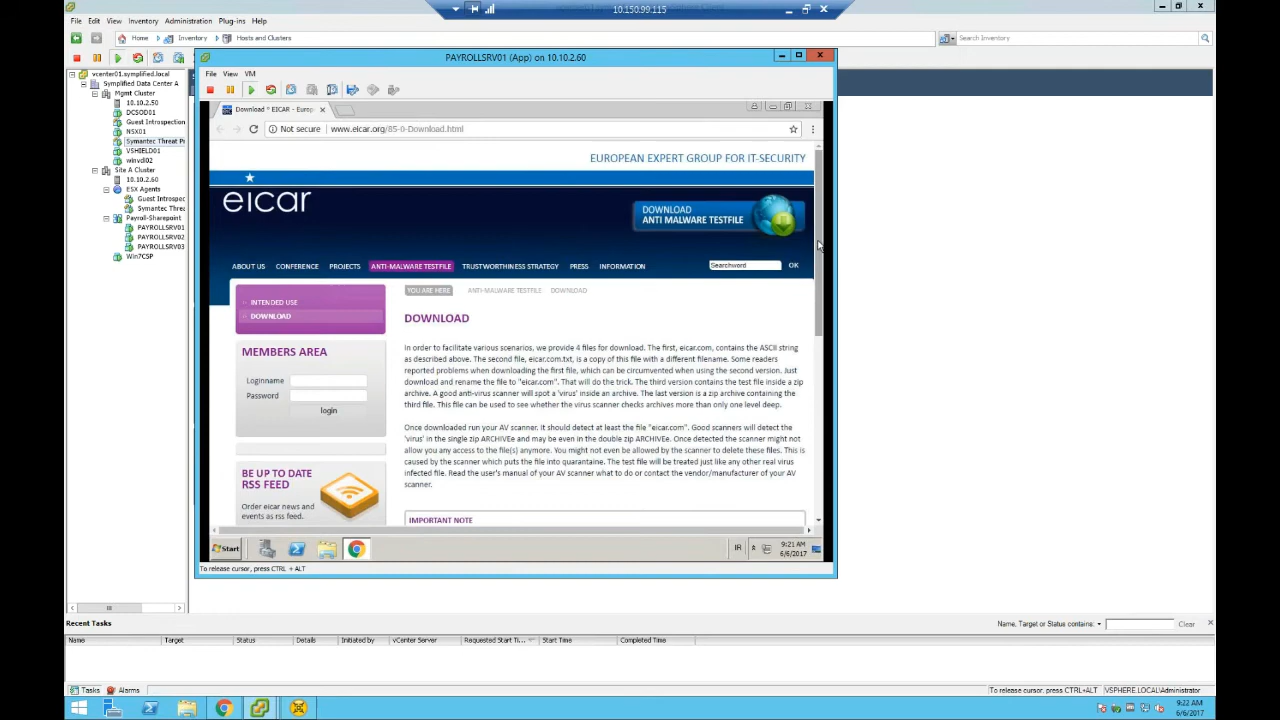 10.150.99.115
File Edit View Inventory Administration Plug-ins Help
Home Inventory Hosts and Clusters
Search Inventory
vcenter01.symplified.local
Symplified Data Center A
Mgmt Cluster
10.10.2.50
DCSOD01
Guest Introspection
NSX01
Symantec Threat P
VSHIELD01
winvdi02
Site A Cluster
10.10.2.60
ESX Agents
Guest Introspec
Symantec Threa
Payroll-Sharepoint
PAYROLLSRV01
PAYROLLSRV02
PAYROLLSRV03
Win7CSP
PAYROLLSRV01 (App) on 10.10.2.60
File View VM
Download ° EICAR - Europ
Not secure www.eicar.org/85-0-Download.html
EUROPEAN EXPERT GROUP FOR IT-SECURITY
eicar
DOWNLOAD
ANTI MALWARE TESTFILE
ABOUT US CONFERENCE PROJECTS ANTI-MALWARE TESTFILE TRUSTWORTHINESS STRATEGY PRESS INFORMATION
Searchword OK
INTENDED USE
DOWNLOAD
MEMBERS AREA
Loginname
Password
login
BE UP TO DATE
RSS FEED
Order eicar news and
events as rss feed.
YOU ARE HERE ANTI-MALWARE TESTFILE DOWNLOAD
DOWNLOAD
In order to facilitate various scenarios, we provide 4 files for download. The first, eicar.com, contains the ASCII string
as described above. The second file, eicar.com.txt, is a copy of this file with a different filename. Some readers
reported problems when downloading the first file, which can be circumvented when using the second version. Just
download and rename the file to "eicar.com". That will do the trick. The third version contains the test file inside a zip
archive. A good anti-virus scanner will spot a 'virus' inside an archive. The last version is a zip archive containing the
third file. This file can be used to see whether the virus scanner checks archives more than only one level deep.
Once downloaded run your AV scanner. It should detect at least the file "eicar.com". Good scanners will detect the
'virus' in the single zip ARCHIVEe and may be even in the double zip ARCHIVEe. Once detected the scanner might not
allow you any access to the file(s) anymore. You might not even be allowed by the scanner to delete these files. This is
caused by the scanner which puts the file into quarantaine. The test file will be treated just like any other real virus
infected file. Read the user's manual of your AV scanner what to do or contact the vendor/manufacturer of your AV
scanner.
IMPORTANT NOTE
Start
9:21 AM
6/6/2017
To release cursor, press CTRL + ALT
Recent Tasks
Name, Target or Status contains: Clear
Name Target Status Details Initiated by vCenter Server Requested Start Ti... Start Time Completed Time
Tasks Alarms
To release cursor, press CTRL+ALT VSPHERE.LOCAL\Administrator
9:22 AM
6/6/2017